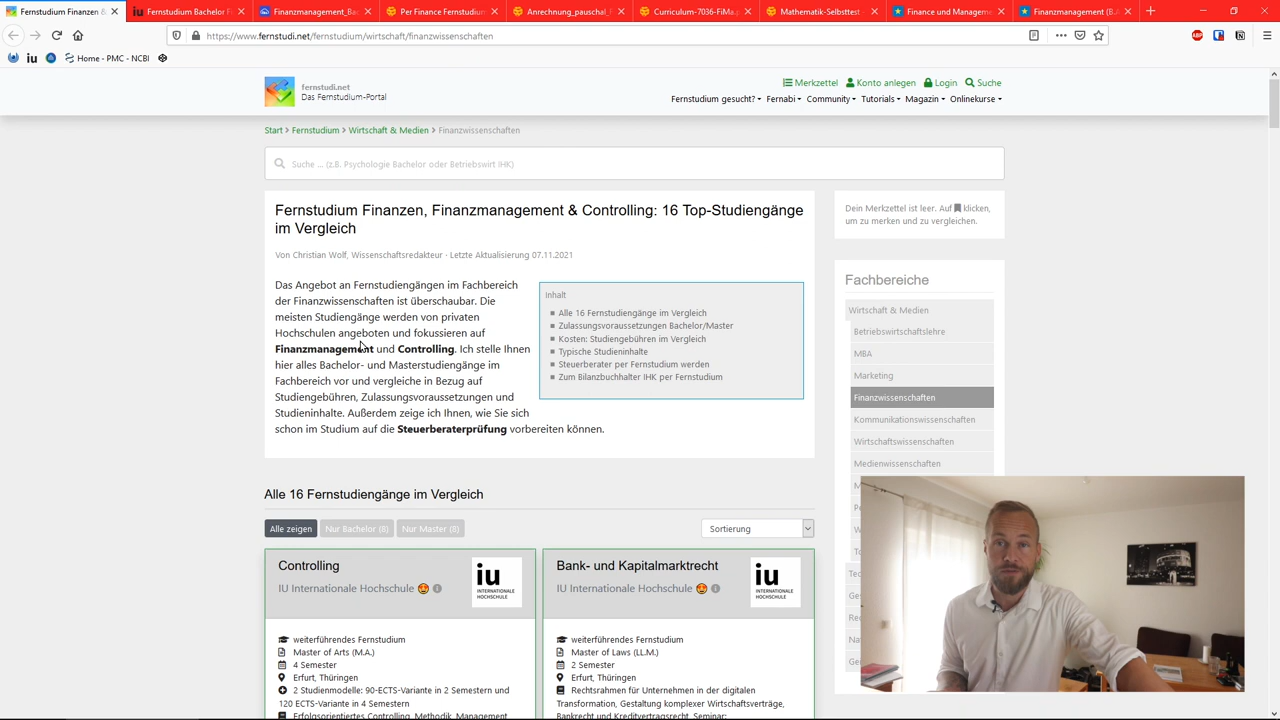 Fernstudium Finanzen &
Fernstudium Bachelor Fi
Finanzmanagement_Bac
Per Finance Fernstudium
Anrechnung_pauschal_F
Curriculum-7036-FiMa.p
Mathematik-Selbsttest -
Finance und Manageme
Finanzmanagement (B.A
https://www.fernstudi.net/fernstudium/wirtschaft/finanzwissenschaften
iu
Home - PMC - NCBI
fernstudi.net
Das Fernstudium-Portal
Merkzettel Konto anlegen Login Suche
Fernstudium gesucht? Fernabi Community Tutorials Magazin Onlinekurse
Start > Fernstudium > Wirtschaft & Medien > Finanzwissenschaften
Suche ... (z.B. Psychologie Bachelor oder Betriebswirt IHK)
Fernstudium Finanzen, Finanzmanagement & Controlling: 16 Top-Studiengänge
im Vergleich
Von Christian Wolf, Wissenschaftsredakteur · Letzte Aktualisierung 07.11.2021
Das Angebot an Fernstudiengängen im Fachbereich
der Finanzwissenschaften ist überschaubar. Die
meisten Studiengänge werden von privaten
Hochschulen angeboten und fokussieren auf
Finanzmanagement und Controlling. Ich stelle Ihnen
hier alles Bachelor- und Masterstudiengänge im
Fachbereich vor und vergleiche in Bezug auf
Studiengebühren, Zulassungsvoraussetzungen und
Studieninhalte. Außerdem zeige ich Ihnen, wie Sie sich
schon im Studium auf die Steuerberaterprüfung vorbereiten können.
Inhalt
Alle 16 Fernstudiengänge im Vergleich
Zulassungsvoraussetzungen Bachelor/Master
Kosten: Studiengebühren im Vergleich
Typische Studieninhalte
Steuerberater per Fernstudium werden
Zum Bilanzbuchhalter IHK per Fernstudium
Dein Merkzettel ist leer. Auf klicken,
um zu merken und zu vergleichen.
Fachbereiche
Wirtschaft & Medien
Betriebswirtschaftslehre
MBA
Marketing
Finanzwissenschaften
Kommunikationswissenschaften
Wirtschaftswissenschaften
Medienwissenschaften
Alle 16 Fernstudiengänge im Vergleich
Alle zeigen
Nur Bachelor (8)
Nur Master (8)
Sortierung
Controlling
IU Internationale Hochschule
iu
INTERNATIONALE
HOCHSCHULE
weiterführendes Fernstudium
Master of Arts (M.A.)
4 Semester
Erfurt, Thüringen
2 Studienmodelle: 90-ECTS-Variante in 2 Semestern und
120 ECTS-Variante in 4 Semestern
Erfolgsorientiertes Controlling, Methodik, Management
Bank- und Kapitalmarktrecht
IU Internationale Hochschule
iu
INTERNATIONALE
HOCHSCHULE
weiterführendes Fernstudium
Master of Laws (LL.M.)
2 Semester
Erfurt, Thüringen
Rechtsrahmen für Unternehmen in der digitalen
Transformation, Gestaltung komplexer Wirtschaftsverträge,
Bankrecht und Kreditvertragsrecht, Seminar: